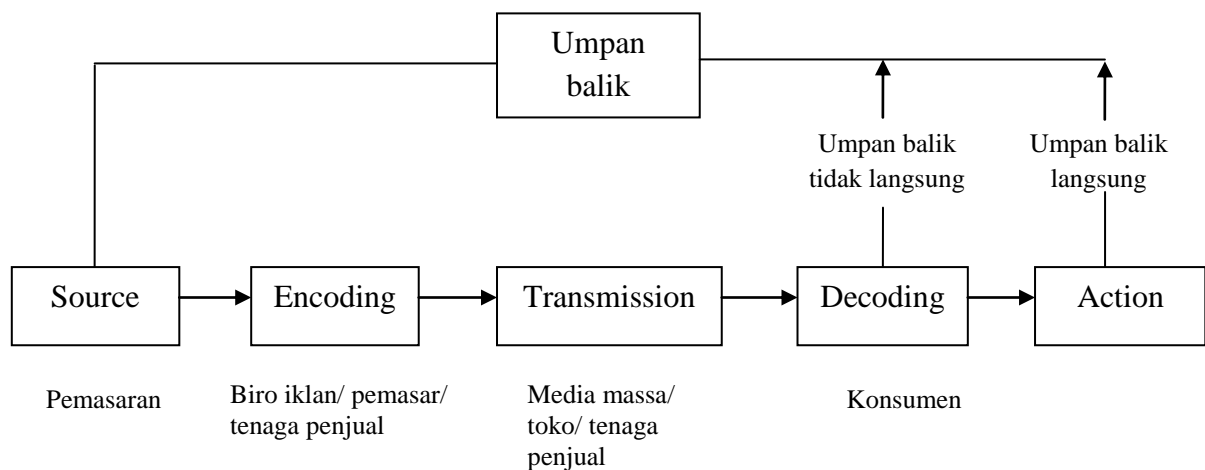 Umpan
balik
Umpan balik
tidak langsung
Umpan balik
langsung
Source
Encoding
Transmission
Decoding
Action
Pemasaran
Biro iklan/ pemasar/
tenaga penjual
Media massa/
toko/ tenaga
penjual
Konsumen